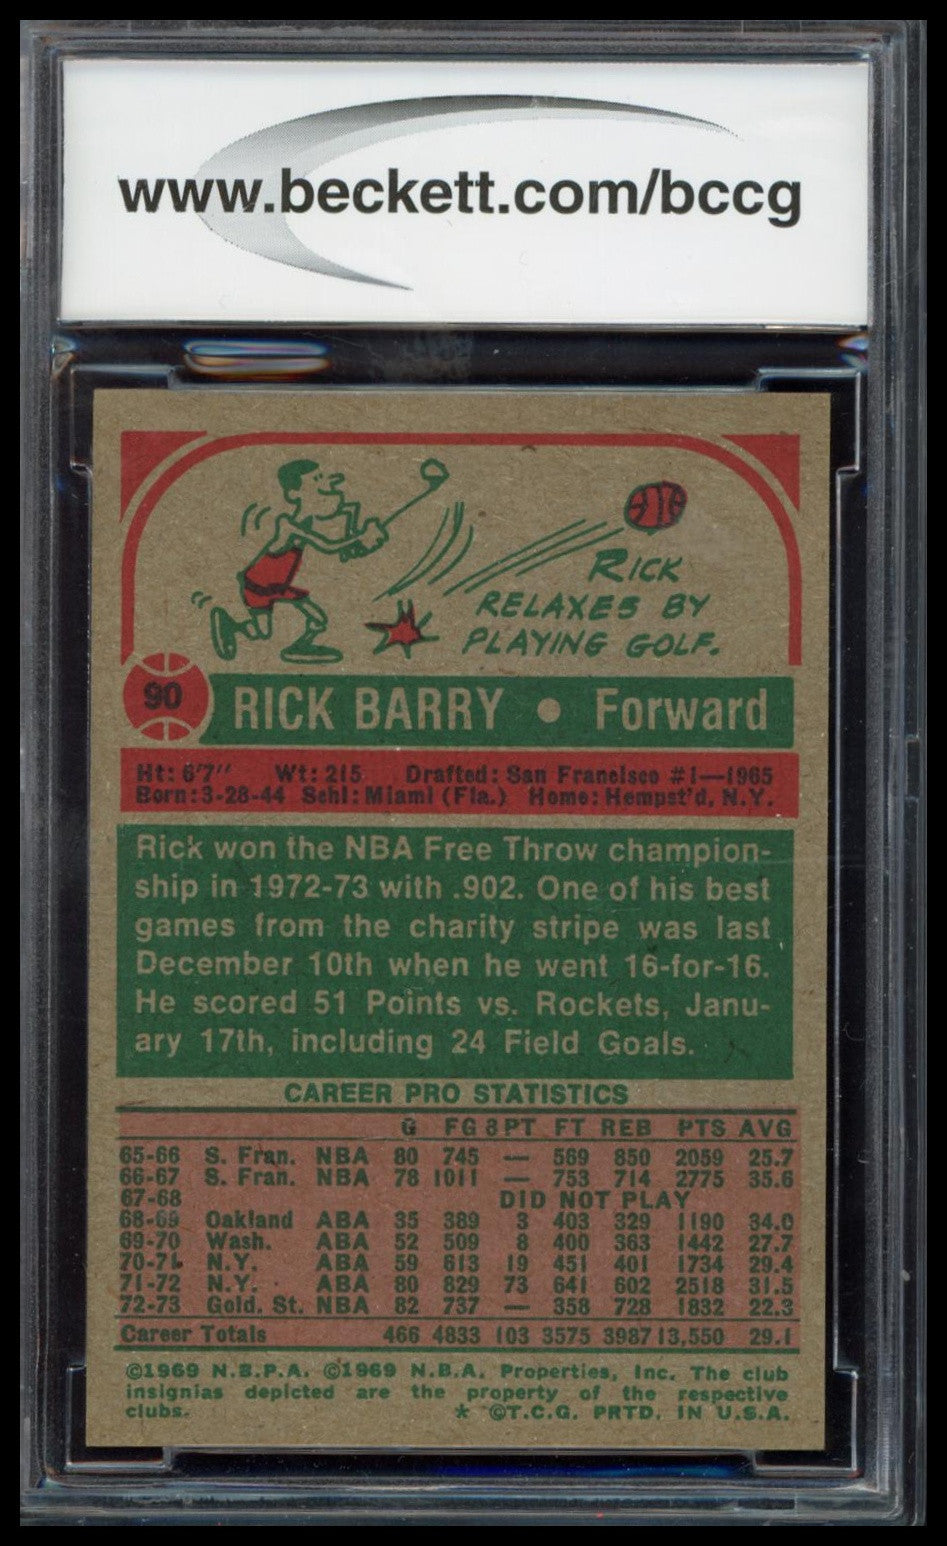 www.beckett.com/bccg
RICK
RELAXES BY
PLAYING GOLF.
90 RICK BARRY • Forward
Ht: 6'7" Wt: 215 Drafted: San Francisco #1—1965
Born: 3-28-44 Schl: Miami (Fla.) Home: Hempst'd, N.Y.
Rick won the NBA Free Throw champion-
ship in 1972-73 with .902. One of his best
games from the charity stripe was last
December 10th when he went 16-for-16.
He scored 51 Points vs. Rockets, Janu-
ary 17th, including 24 Field Goals.
CAREER PRO STATISTICS
G FG 3PT FT REB PTS AVG
65-66 S. Fran. NBA 80 745 — 569 850 2059 25.7
66-67 S. Fran. NBA 78 1011 — 753 714 2775 35.6
67-68 DID NOT PLAY
68-69 Oakland ABA 35 389 3 403 329 1190 34.0
69-70 Wash. ABA 52 509 8 400 363 1442 27.7
70-71 N.Y. ABA 59 613 19 451 401 1734 29.4
71-72 N.Y. ABA 80 829 73 641 602 2518 31.5
72-73 Gold. St. NBA 82 737 — 358 728 1832 22.3
Career Totals 466 4833 103 3575 3987 13,550 29.1
©1969 N.B.P.A. ©1969 N.B.A. Properties, Inc. The club
insignias depicted are the property of the respective
clubs. * ©T.C.G. PRTD. IN U.S.A.